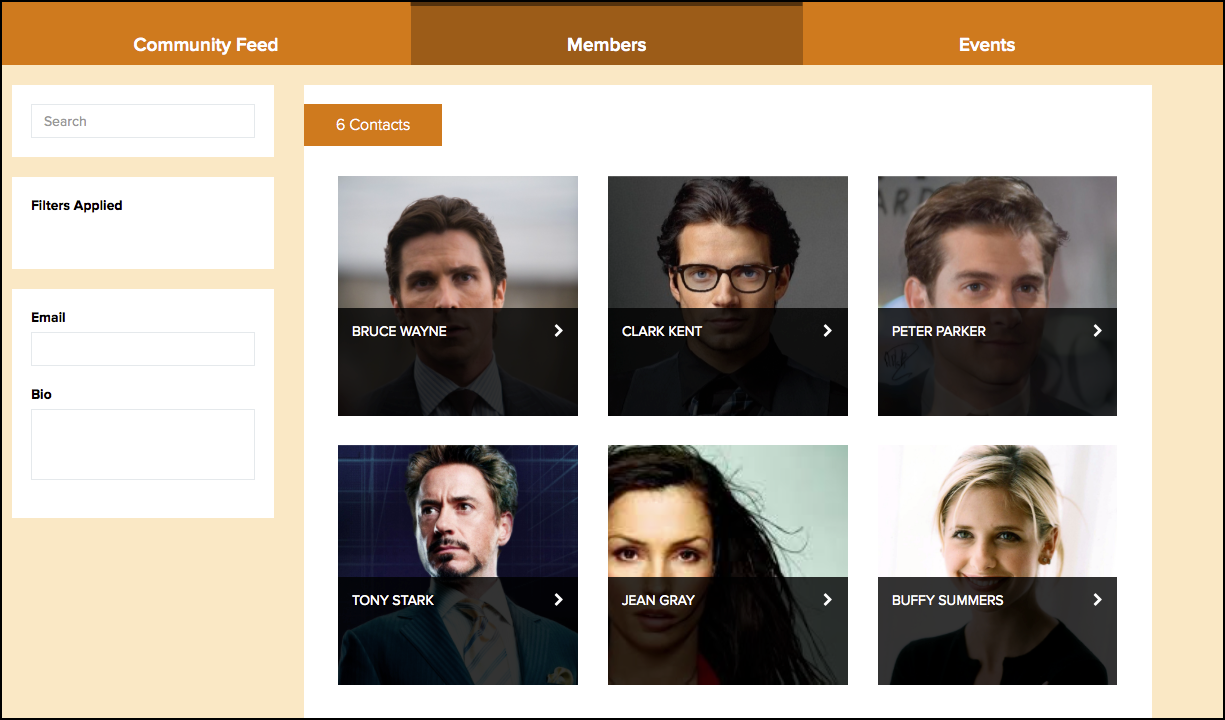 Community Feed
Members
Events
Search
Filters Applied
Email
Bio
6 Contacts
BRUCE WAYNE
CLARK KENT
PETER PARKER
TONY STARK
JEAN GRAY
BUFFY SUMMERS